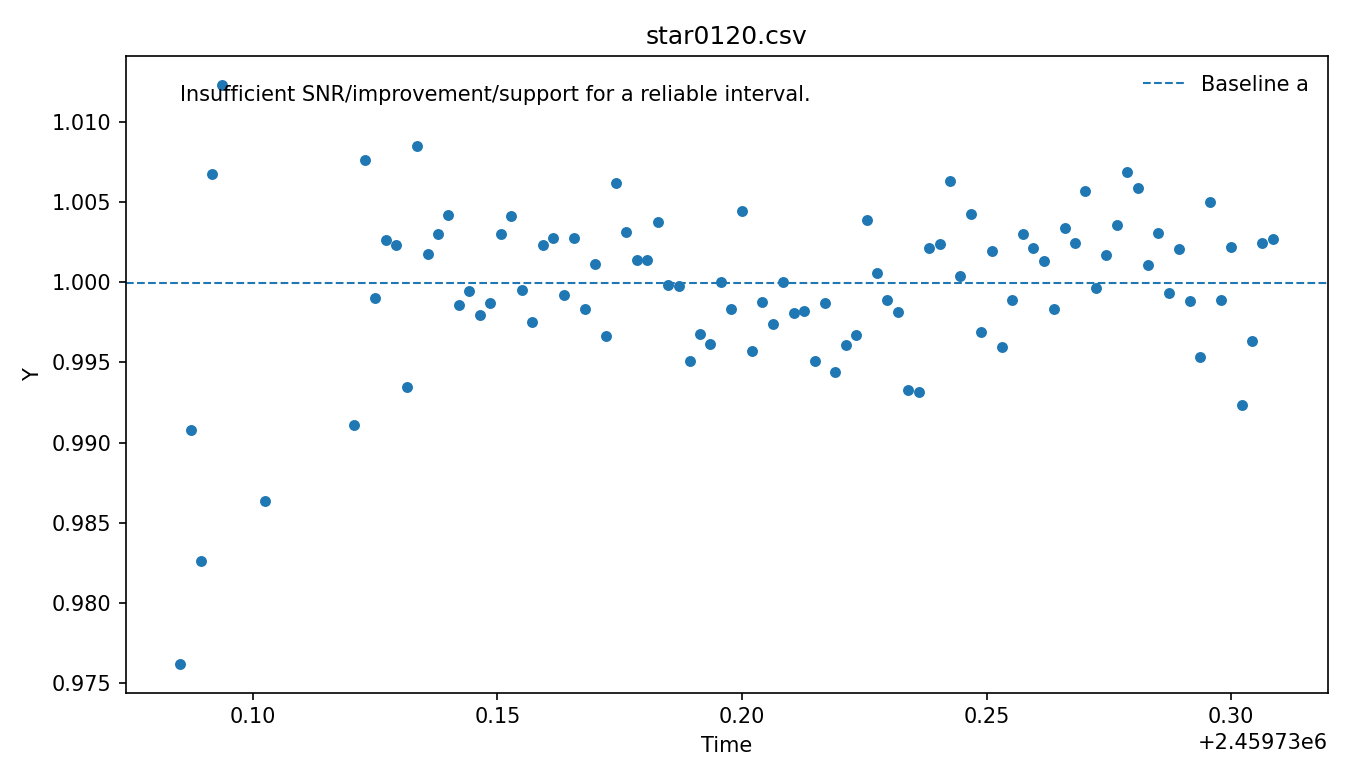 star0120.csv
Insufficient SNR/improvement/support for a reliable interval.
Baseline a
1.010
1.005
1.000
0.995
0.990
0.985
0.980
0.975
Y
0.10 0.15 0.20 0.25 0.30
Time
+2.45973e6